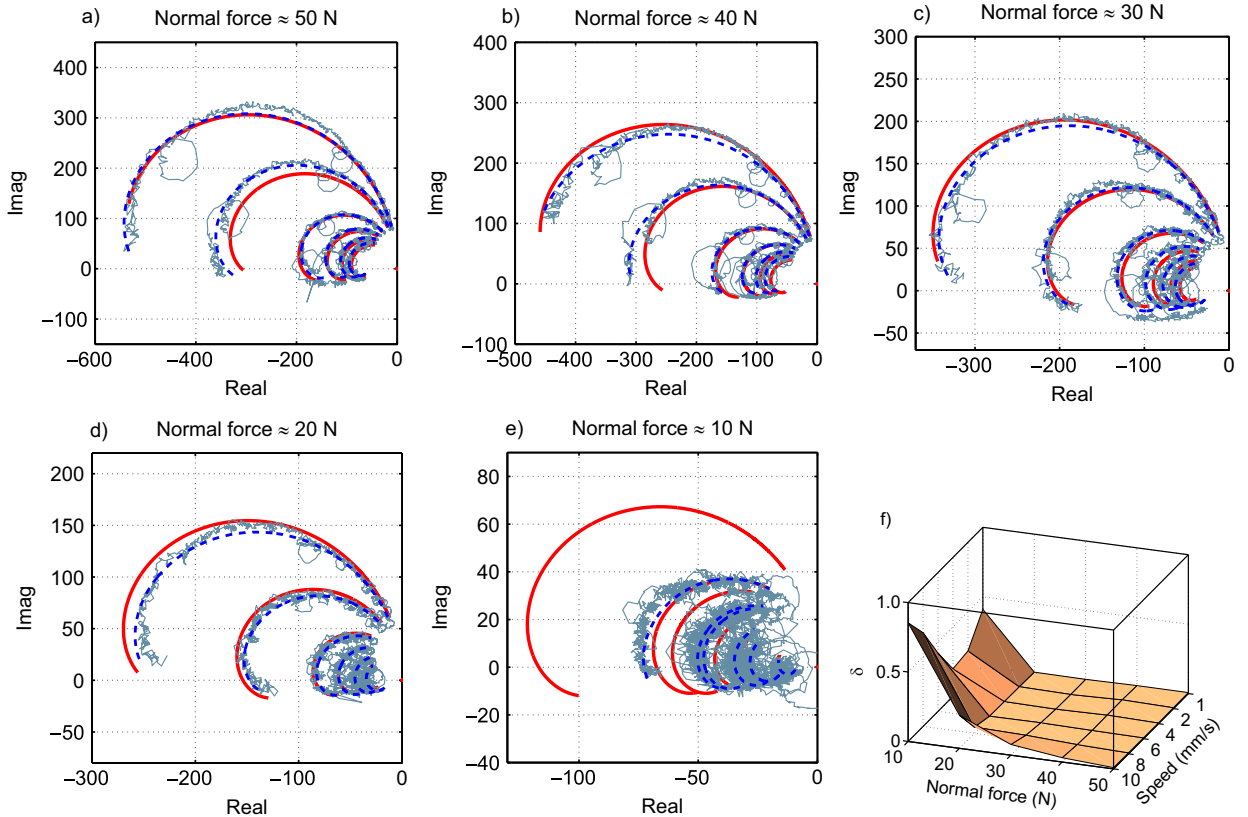 a) Normal force ≈ 50 N
400
300
200
100
0
−100
Imag
−600 −400 −200 0
Real
b) Normal force ≈ 40 N
400
300
200
100
0
−100
Imag
−500 −400 −300 −200 −100 0
Real
c) Normal force ≈ 30 N
300
250
200
150
100
50
0
−50
Imag
−300 −200 −100 0
Real
d) Normal force ≈ 20 N
200
150
100
50
0
−50
Imag
−300 −200 −100 0
Real
e) Normal force ≈ 10 N
80
60
40
20
0
−20
−40
Imag
−100 −50 0
Real
f)
1.0
0.5
0
δ
10 20 30 40 50
Normal force (N)
10 8 6 4 2 1
Speed (mm/s)